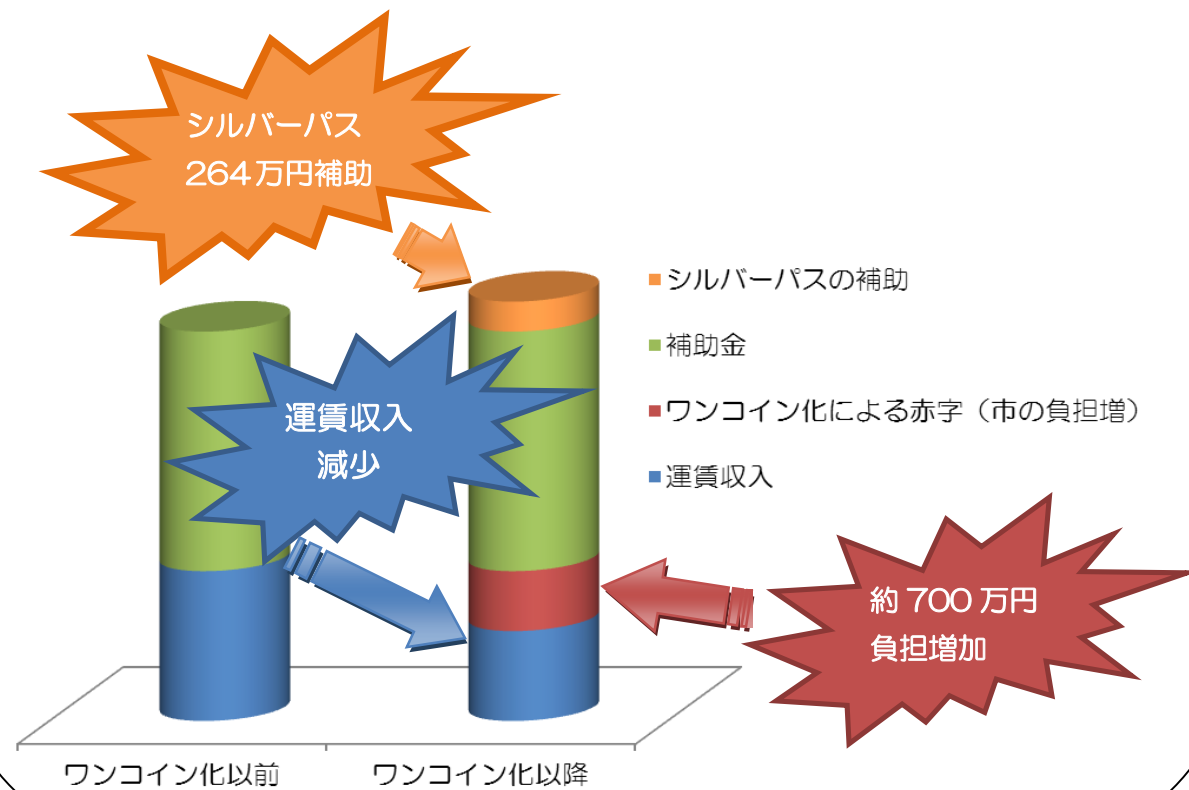 シルバーパス
264万円補助
シルバーパスの補助
補助金
ワンコイン化による赤字（市の負担増）
運賃収入
運賃収入
減少
約700万円
負担増加
ワンコイン化以前
ワンコイン化以降